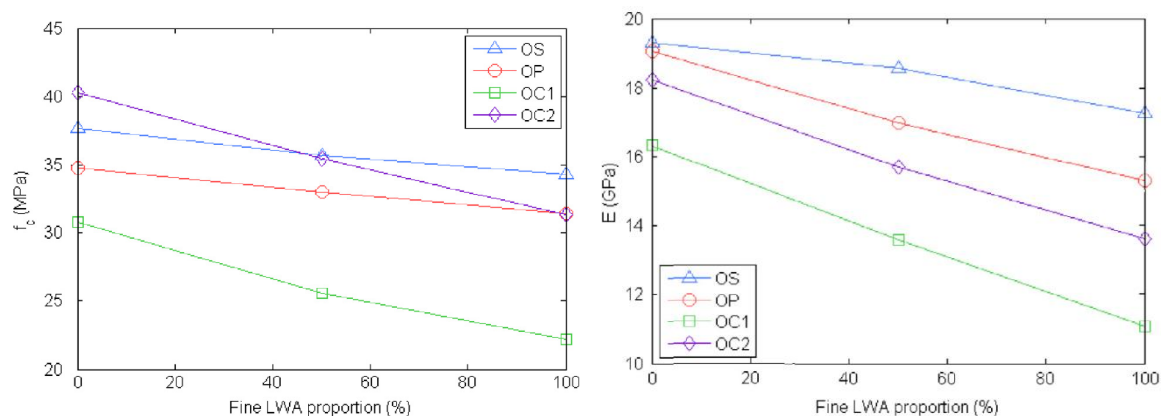 45
40
35
30
25
20
f_c (MPa)
0 20 40 60 80 100
Fine LWA proportion (%)
OS
OP
OC1
OC2
20
18
16
14
12
10
E (GPa)
0 20 40 60 80 100
Fine LWA proportion (%)
OS
OP
OC1
OC2